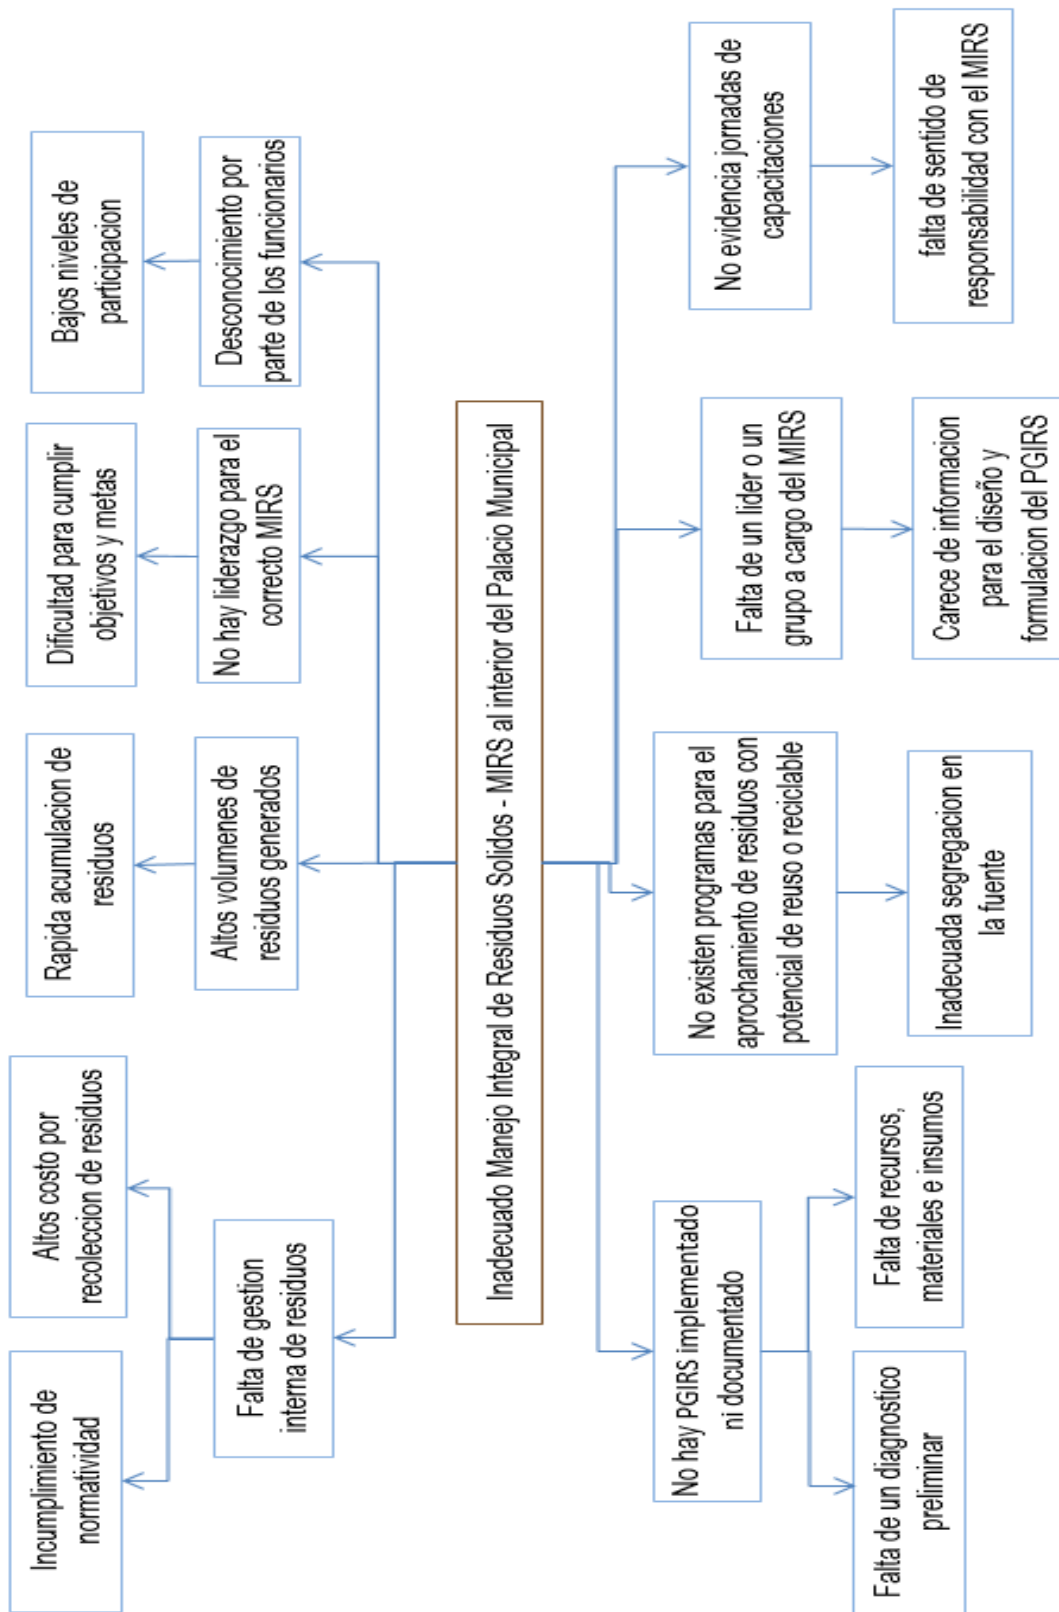 Incumplimiento de
normatividad
Altos costo por
recoleccion de residuos
Rapida acumulacion de
residuos
Dificultad para cumplir
objetivos y metas
Bajos niveles de
participacion
Falta de gestion
interna de residuos
Altos volumenes de
residuos generados
No hay liderazgo para el
correcto MIRS
Desconocimiento por
parte de los funcionarios
Inadecuado Manejo Integral de Residuos Solidos - MIRS al interior del Palacio Municipal
No hay PGIRS implementado
ni documentado
No existen programas para el
aprochamiento de residuos con
potencial de reuso o reciclable
Falta de un lider o un
grupo a cargo del MIRS
No evidencia jornadas de
capacitaciones
Falta de un diagnostico
preliminar
Falta de recursos,
materiales e insumos
Inadecuada segregacion en
la fuente
Carece de informacion
para el diseño y
formulacion del PGIRS
falta de sentido de
responsabilidad con el MIRS